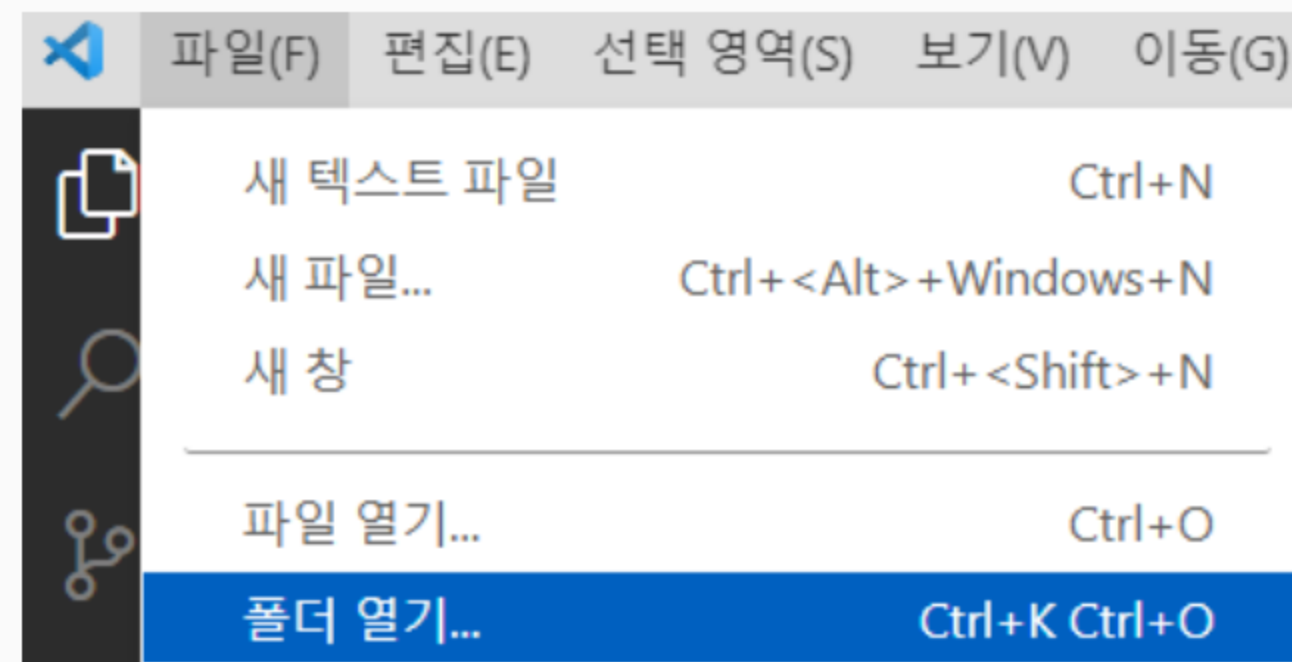 파일(F) 편집(E) 선택 영역(S) 보기(V) 이동(G)
새 텍스트 파일 Ctrl+N
새 파일... Ctrl+<Alt>+Windows+N
새 창 Ctrl+<Shift>+N
파일 열기... Ctrl+O
폴더 열기... Ctrl+K Ctrl+O